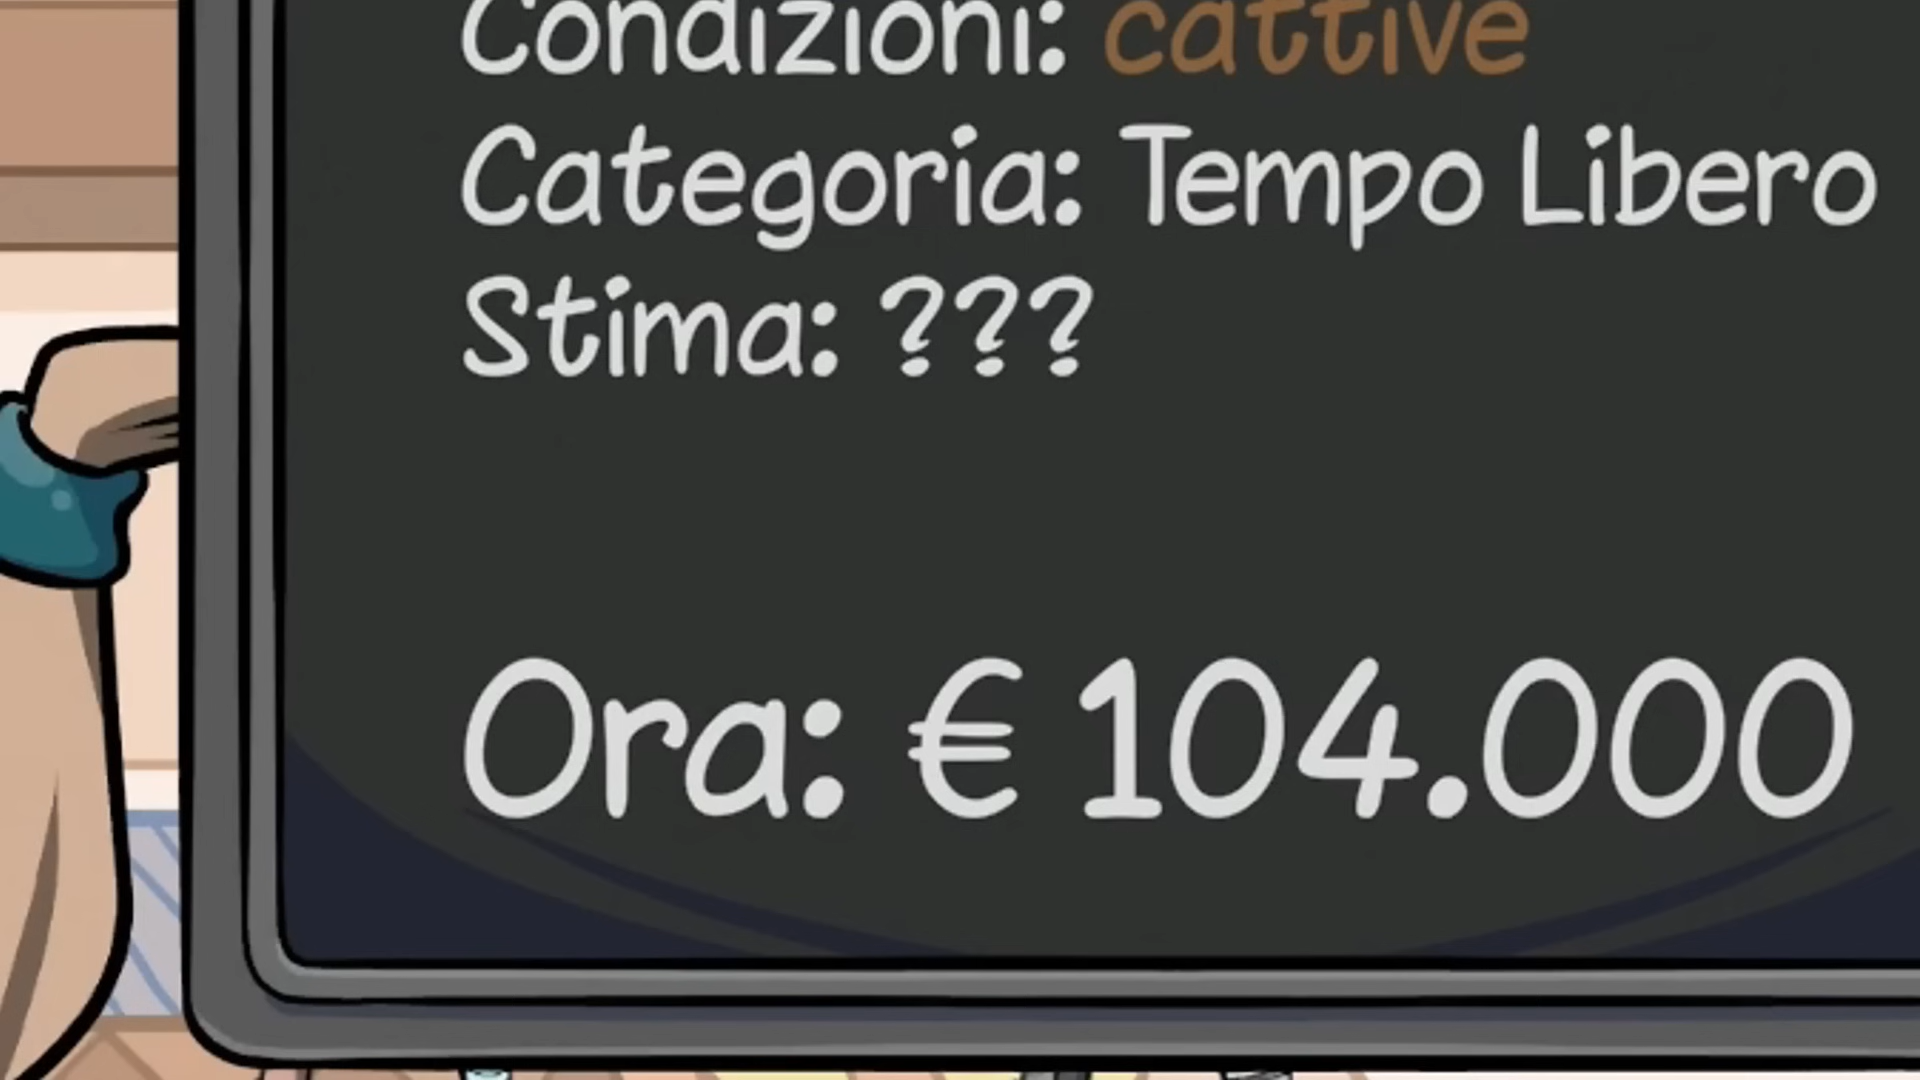 Condizioni: cattive
Categoria: Tempo Libero
Stima: ???
Ora: € 104.000